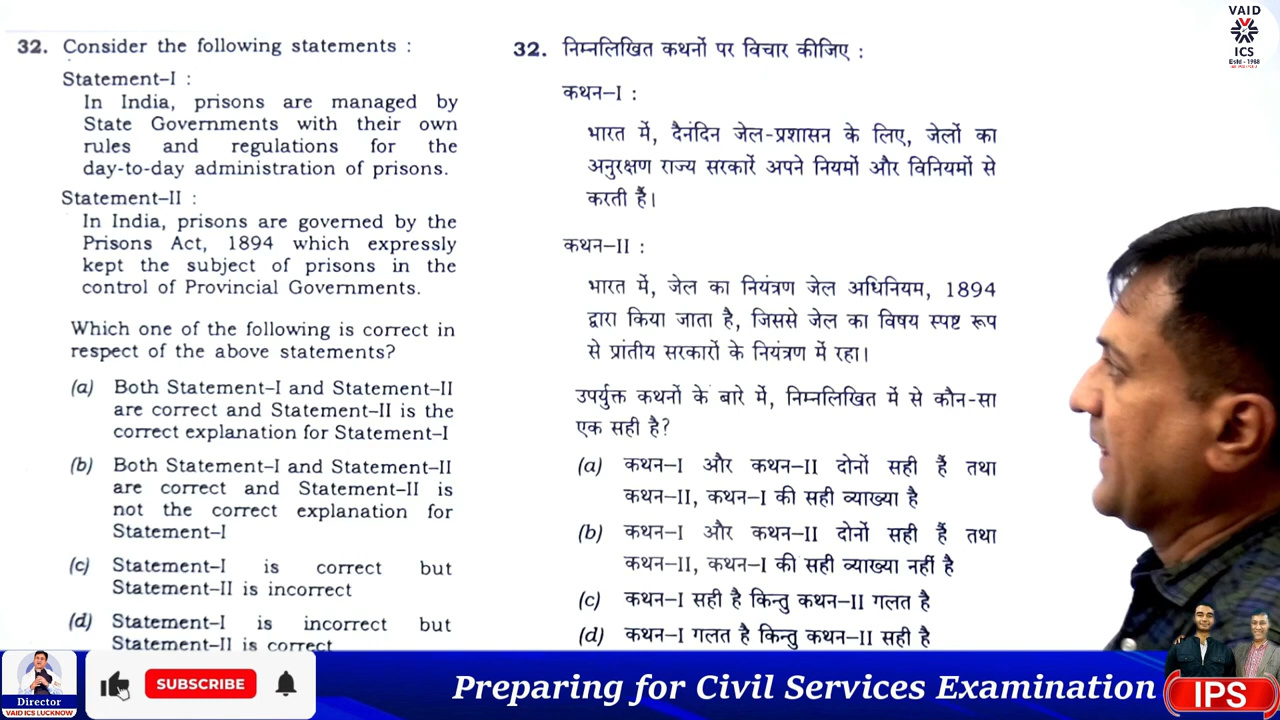 32. Consider the following statements :
Statement–I :
In India, prisons are managed by
State Governments with their own
rules and regulations for the
day-to-day administration of prisons.
Statement–II :
In India, prisons are governed by the
Prisons Act, 1894 which expressly
kept the subject of prisons in the
control of Provincial Governments.
Which one of the following is correct in
respect of the above statements?
(a) Both Statement–I and Statement–II
are correct and Statement–II is the
correct explanation for Statement–I
(b) Both Statement–I and Statement–II
are correct and Statement–II is
not the correct explanation for
Statement–I
(c) Statement–I is correct but
Statement–II is incorrect
(d) Statement–I is incorrect but
Statement–II is correct
32. निम्नलिखित कथनों पर विचार कीजिए :
कथन–I :
भारत में, दैनंदिन जेल-प्रशासन के लिए, जेलों का
अनुरक्षण राज्य सरकारें अपने नियमों और विनियमों से
करती हैं।
कथन–II :
भारत में, जेल का नियंत्रण जेल अधिनियम, 1894
द्वारा किया जाता है, जिससे जेल का विषय स्पष्ट रूप
से प्रांतीय सरकारों के नियंत्रण में रहा।
उपर्युक्त कथनों के बारे में, निम्नलिखित में से कौन-सा
एक सही है?
(a) कथन–I और कथन–II दोनों सही हैं तथा
कथन–II, कथन–I की सही व्याख्या है
(b) कथन–I और कथन–II दोनों सही हैं तथा
कथन–II, कथन–I की सही व्याख्या नहीं है
(c) कथन–I सही है किन्तु कथन–II गलत है
(d) कथन–I गलत है किन्तु कथन–II सही है
VAID
ICS
Estd - 1988
Director
VAID ICS LUCKNOW
SUBSCRIBE
Preparing for Civil Services Examination
IPS